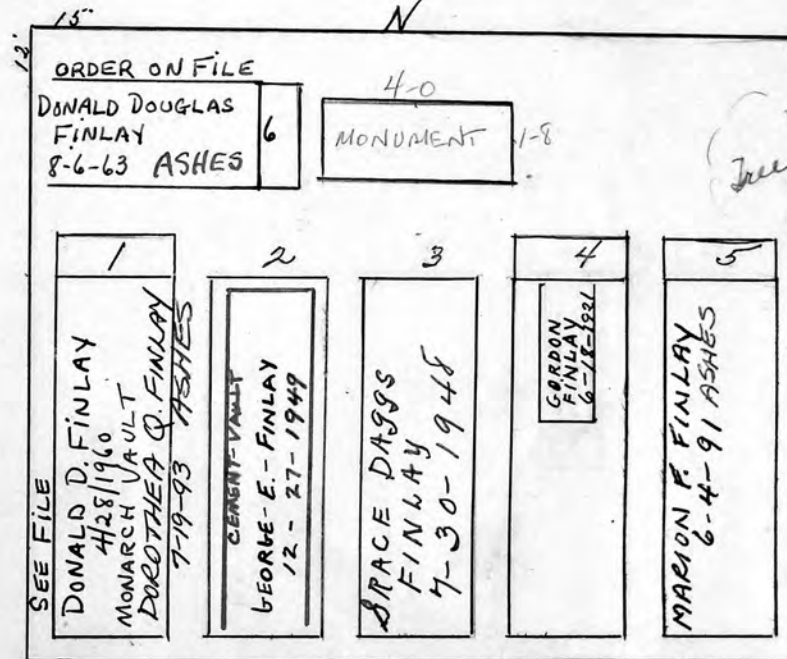 15'
N
12'
ORDER ON FILE
DONALD DOUGLAS
FINLAY
8-6-63 ASHES
6
4-0
MONUMENT
1-8
Tree
1
2
3
4
5
SEE FILE
DONALD D. FINLAY
4/28/1960
MONARCH VAULT
DOROTHEA Q. FINLAY
7-19-93 ASHES
CEMENT-VAULT
GEORGE-E.-FINLAY
12-27-1949
GRACE DAGGS
FINLAY
7-30-1948
GORDON
FINLAY
6-18-1921
MARION F. FINLAY
6-4-91 ASHES